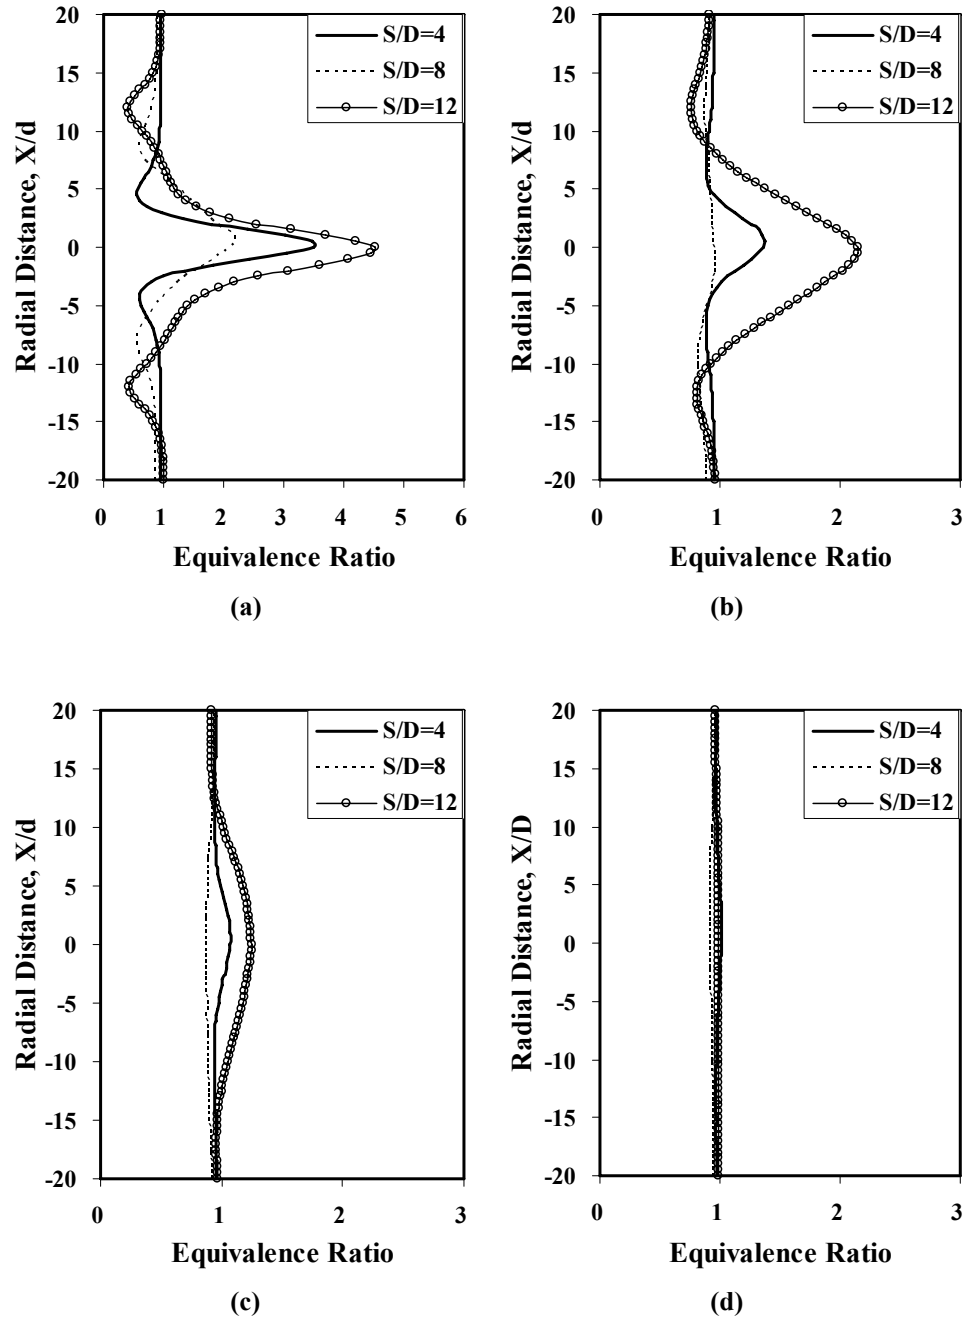 20
15
10
5
0
-5
-10
-15
-20
Radial Distance, X/d
S/D=4
S/D=8
S/D=12
0 1 2 3 4 5 6
Equivalence Ratio
(a)
20
15
10
5
0
-5
-10
-15
-20
Radial Distance, X/d
S/D=4
S/D=8
S/D=12
0 1 2 3
Equivalence Ratio
(b)
20
15
10
5
0
-5
-10
-15
-20
Radial Distance, X/d
S/D=4
S/D=8
S/D=12
0 1 2 3
Equivalence Ratio
(c)
20
15
10
5
0
-5
-10
-15
-20
Radial Distance, X/D
S/D=4
S/D=8
S/D=12
0 1 2 3
Equivalence Ratio
(d)